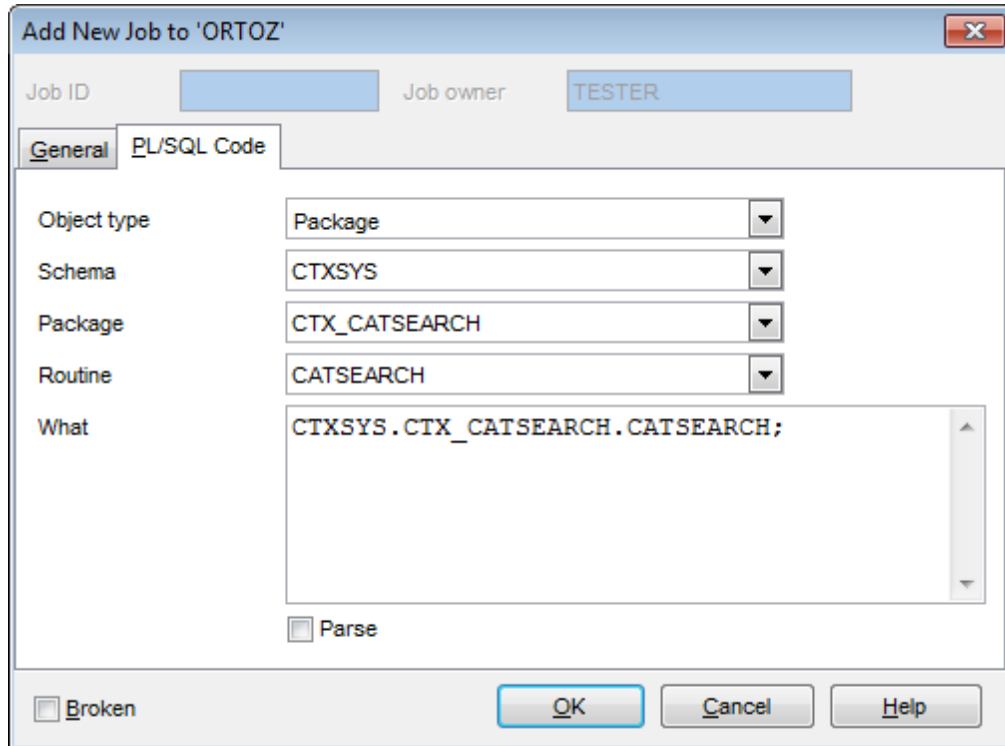 Add New Job to 'ORTOZ'
Job ID Job owner TESTER
General PL/SQL Code
Object type Package
Schema CTXSYS
Package CTX_CATSEARCH
Routine CATSEARCH
What CTXSYS.CTX_CATSEARCH.CATSEARCH;
Parse
Broken OK Cancel Help